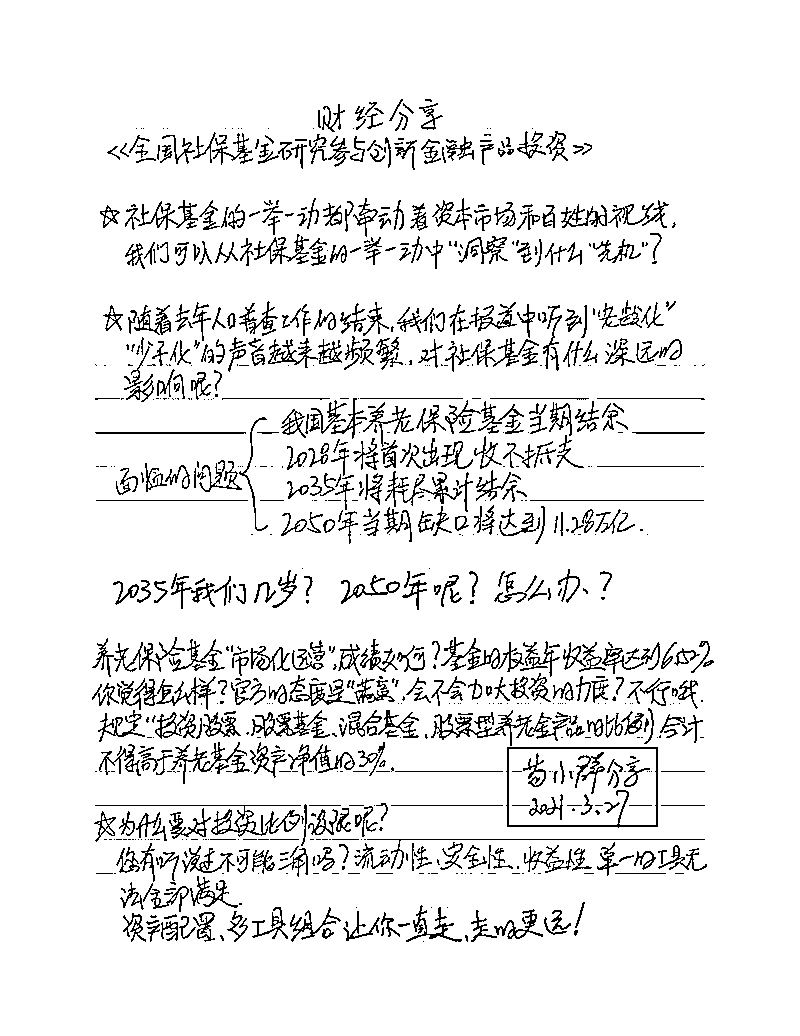 财经分享
<<全国社保基金研究参与创新金融产品投资>>
☆社保基金的一举一动都牵动着资本市场和百姓的视线,
我们可以从社保基金的一举一动中“洞察”到什么“先机”?
☆随着去年人口普查工作的结束,我们在报道中听到“老龄化”
“少子化”的声音越来越频繁,对社保基金有什么深远的
影响呢?
我国基本养老保险基金当期结余
2028年将首次出现收不抵支
面临的问题
2035年将耗尽累计结余
2050年当期缺口将达到11.28万亿.
2035年我们几岁? 2050年呢? 怎么办、?
养老保险基金“市场化运营”,成绩如何?基金的权益年收益率达到6.52%
你觉得怎么样?官方的态度是“满意”,会不会加大投资的力度?不行哦.
规定“投资股票、股票基金、混合基金、股票型养老金产品的比例,合计
不得高于养老基金资产净值的30%.
苗小群分享
2021.3.27
☆为什么要对投资比例设限呢?
您有听说过不可能三角吗?流动性、安全性、收益性 单一的工具无
法全部满足.
资产配置、多工具组合让你一直走,走的更远!